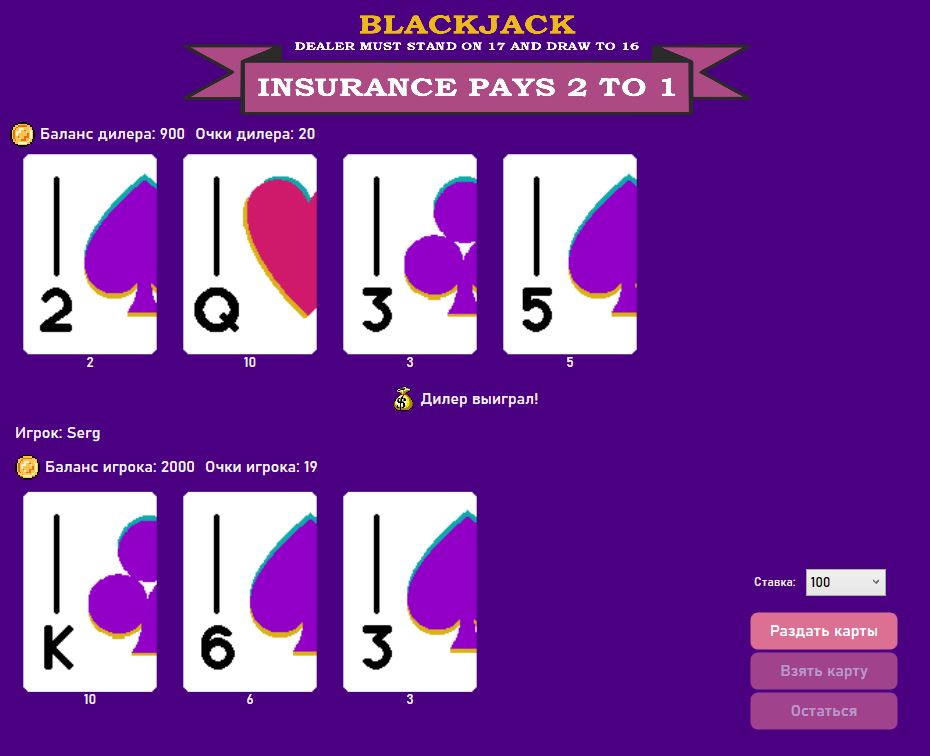 BLACKJACK
DEALER MUST STAND ON 17 AND DRAW TO 16
INSURANCE PAYS 2 TO 1
Баланс дилера: 900 Очки дилера: 20
2 Q 3 5
2 10 3 5
Дилер выиграл!
Игрок: Serg
Баланс игрока: 2000 Очки игрока: 19
K 6 3
10 6 3
Ставка: 100
Раздать карты
Взять карту
Остаться